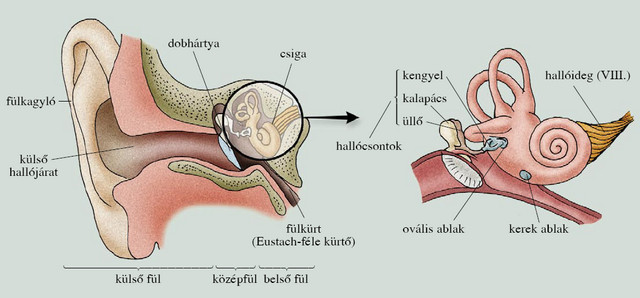 dobhártya
csiga
fülkagyló
külső
hallójárat
fülkürt
(Eustach-féle kürtő)
külső fül
középfül
belső fül
kengyel
kalapács
üllő
hallócsontok
hallóideg (VIII.)
ovális ablak
kerek ablak